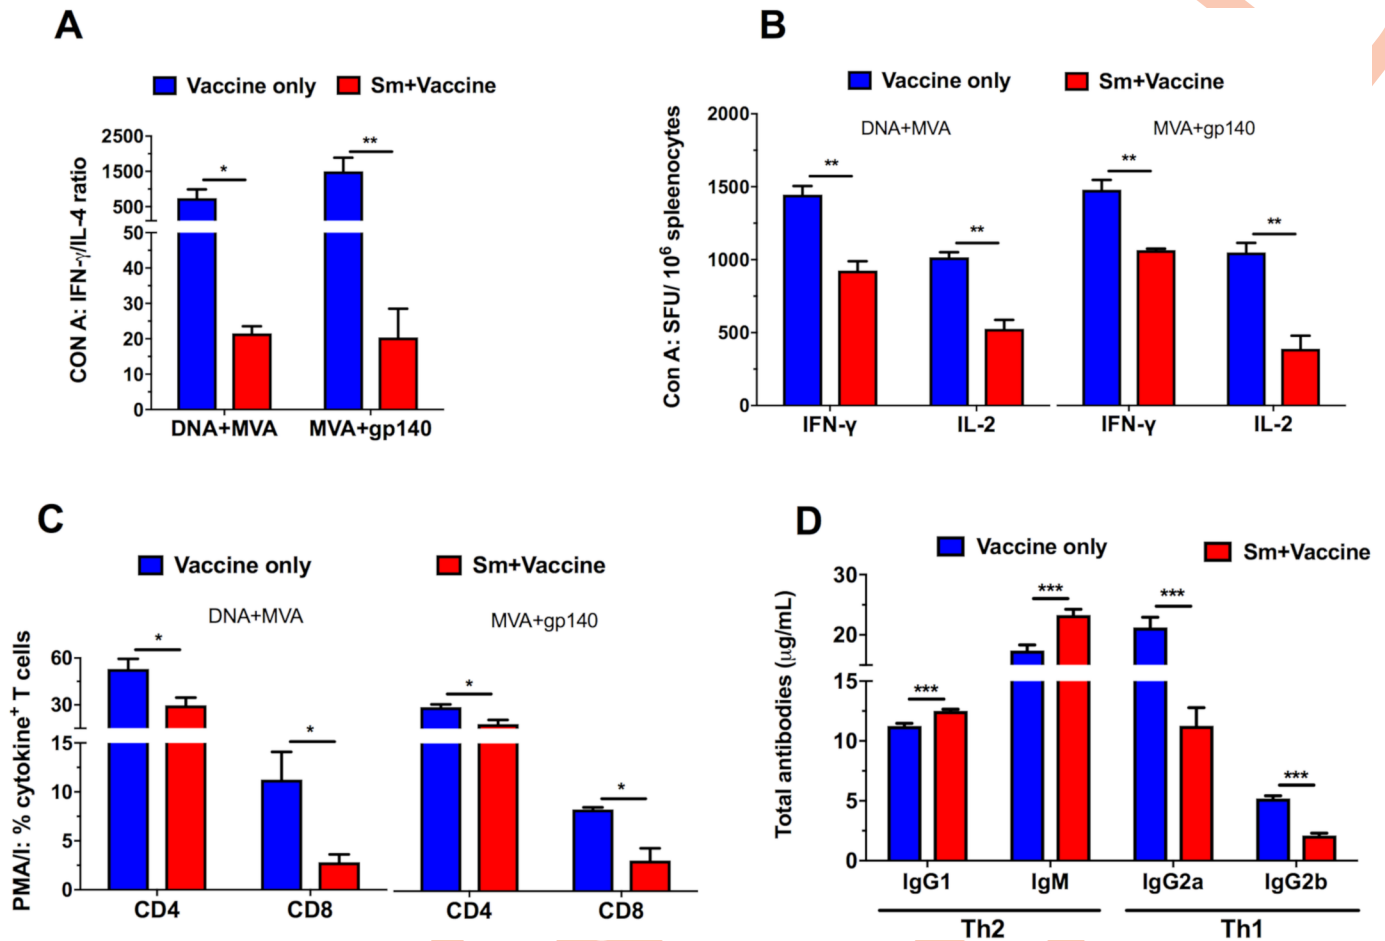 A
Vaccine only Sm+Vaccine
CON A: IFN-γ/IL-4 ratio
2500
1500
500
50
40
30
20
10
0
* **
DNA+MVA MVA+gp140
B
Vaccine only Sm+Vaccine
Con A: SFU/ 10⁶ spleenocytes
DNA+MVA MVA+gp140
2000
1500
1000
500
0
** ** ** **
IFN-γ IL-2 IFN-γ IL-2
C
Vaccine only Sm+Vaccine
PMA/I: % cytokine⁺ T cells
DNA+MVA MVA+gp140
60
30
15
10
5
0
* * * *
CD4 CD8 CD4 CD8
D
Vaccine only Sm+Vaccine
Total antibodies (µg/mL)
30
20
15
10
5
0
*** *** *** ***
IgG1 IgM IgG2a IgG2b
Th2 Th1